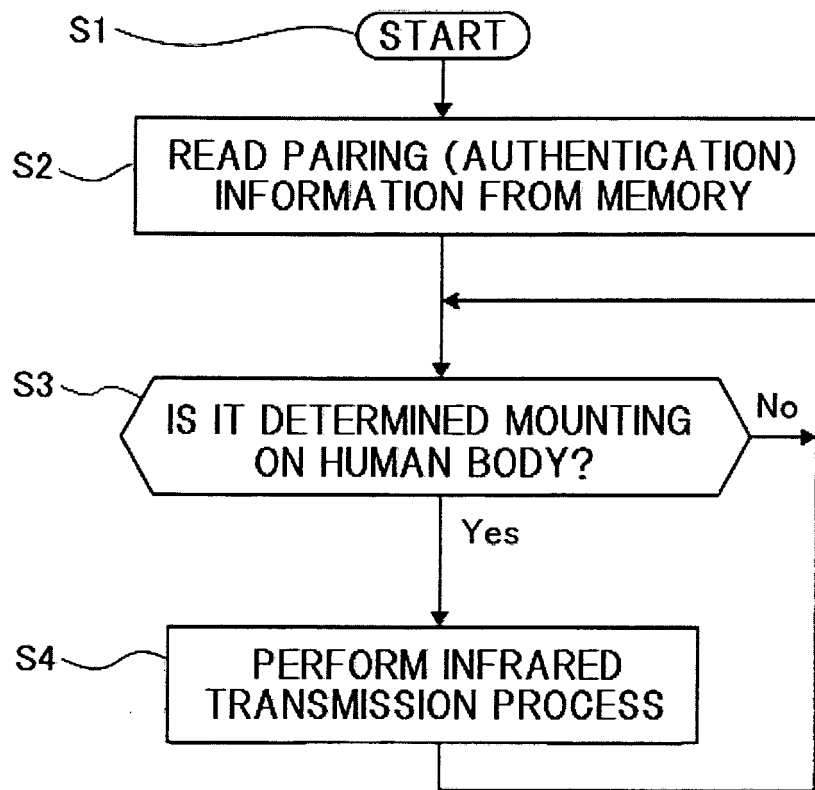 S1
START
S2
READ PAIRING (AUTHENTICATION)
INFORMATION FROM MEMORY
S3
IS IT DETERMINED MOUNTING
ON HUMAN BODY?
No
Yes
S4
PERFORM INFRARED
TRANSMISSION PROCESS